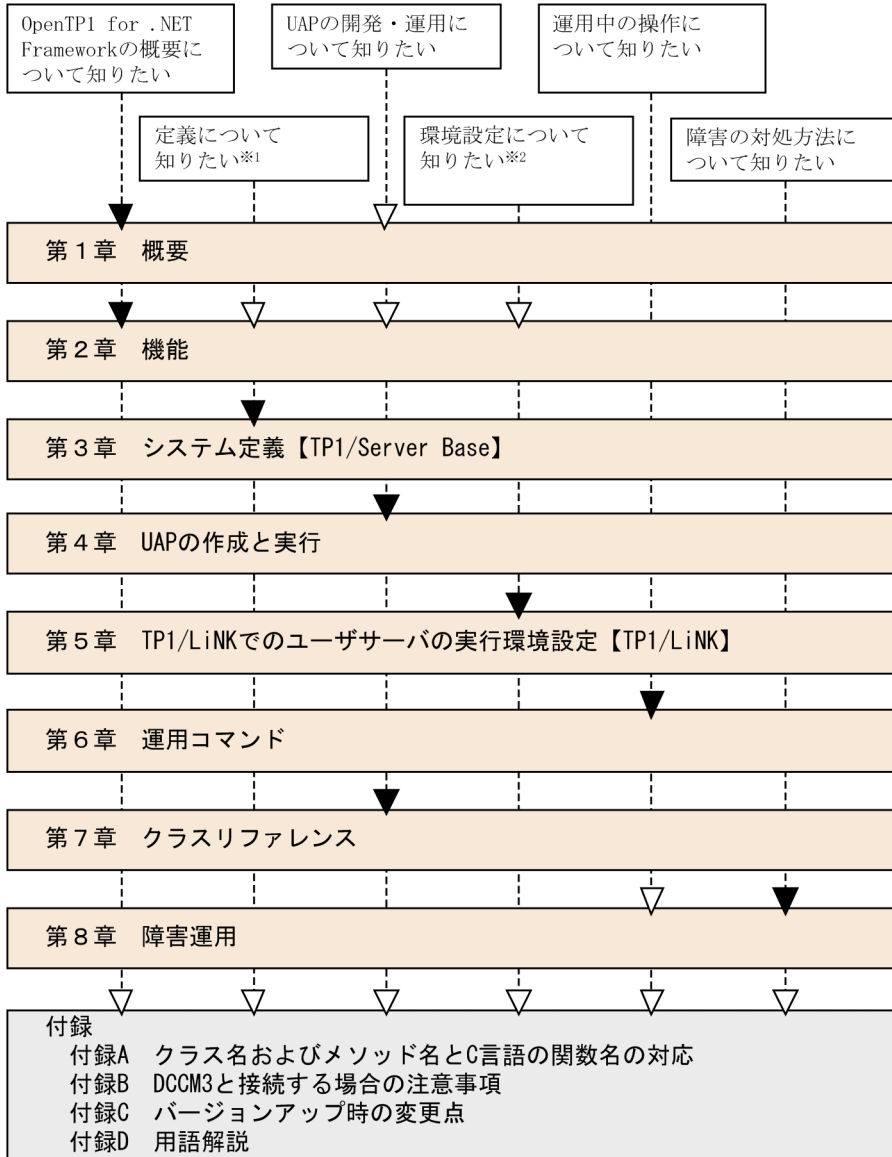 OpenTP1 for .NET
Frameworkの概要に
ついて知りたい
UAPの開発・運用に
ついて知りたい
運用中の操作に
ついて知りたい
定義について
知りたい※1
環境設定について
知りたい※2
障害の対処方法に
ついて知りたい
第1章 概要
第2章 機能
第3章 システム定義【TP1/Server Base】
第4章 UAPの作成と実行
第5章 TP1/LiNKでのユーザサーバの実行環境設定【TP1/LiNK】
第6章 運用コマンド
第7章 クラスリファレンス
第8章 障害運用
付録
付録A クラス名およびメソッド名とC言語の関数名の対応
付録B DCCM3と接続する場合の注意事項
付録C バージョンアップ時の変更点
付録D 用語解説